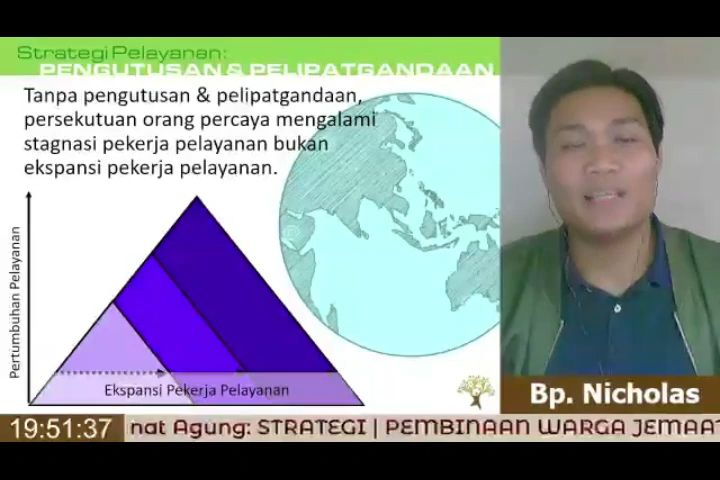 Strategi Pelayanan:
PENGUTUSAN & PELIPATGANDAAN
Tanpa pengutusan & pelipatgandaan,
persekutuan orang percaya mengalami
stagnasi pekerja pelayanan bukan
ekspansi pekerja pelayanan.
Pertumbuhan Pelayanan
Ekspansi Pekerja Pelayanan
Bp. Nicholas
19:51:37 nat Agung: STRATEGI | PEMBINAAN WARGA JEMAAT